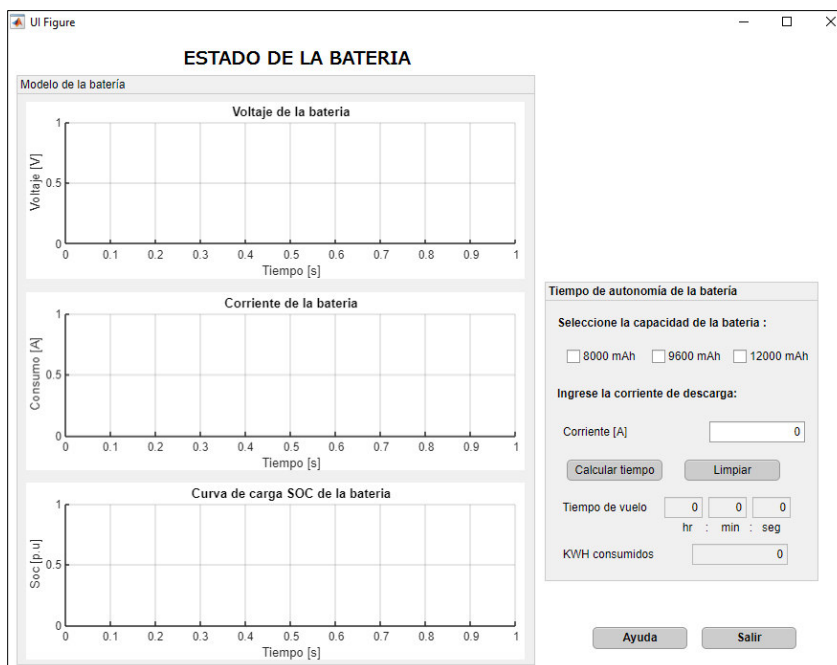 UI Figure
ESTADO DE LA BATERIA
Modelo de la batería
Voltaje de la bateria
1
0.5
0
Voltaje [V]
0 0.1 0.2 0.3 0.4 0.5 0.6 0.7 0.8 0.9 1
Tiempo [s]
Corriente de la bateria
1
0.5
0
Consumo [A]
0 0.1 0.2 0.3 0.4 0.5 0.6 0.7 0.8 0.9 1
Tiempo [s]
Curva de carga SOC de la bateria
1
0.5
0
Soc [p.u]
0 0.1 0.2 0.3 0.4 0.5 0.6 0.7 0.8 0.9 1
Tiempo [s]
Tiempo de autonomía de la batería
Seleccione la capacidad de la bateria :
8000 mAh 9600 mAh 12000 mAh
Ingrese la corriente de descarga:
Corriente [A] 0
Calcular tiempo Limpiar
Tiempo de vuelo 0 0 0
hr : min : seg
KWH consumidos 0
Ayuda Salir